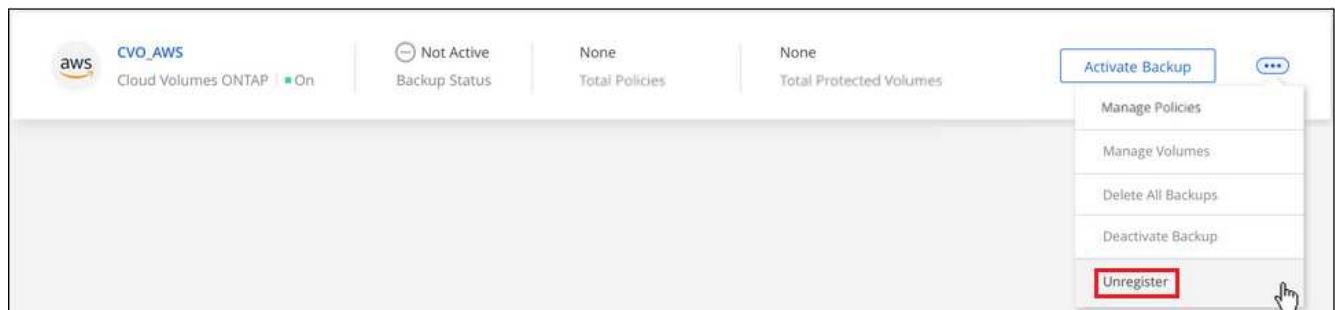 aws
CVO_AWS
Cloud Volumes ONTAP
On
Not Active
Backup Status
None
Total Policies
None
Total Protected Volumes
Activate Backup
Manage Policies
Manage Volumes
Delete All Backups
Deactivate Backup
Unregister